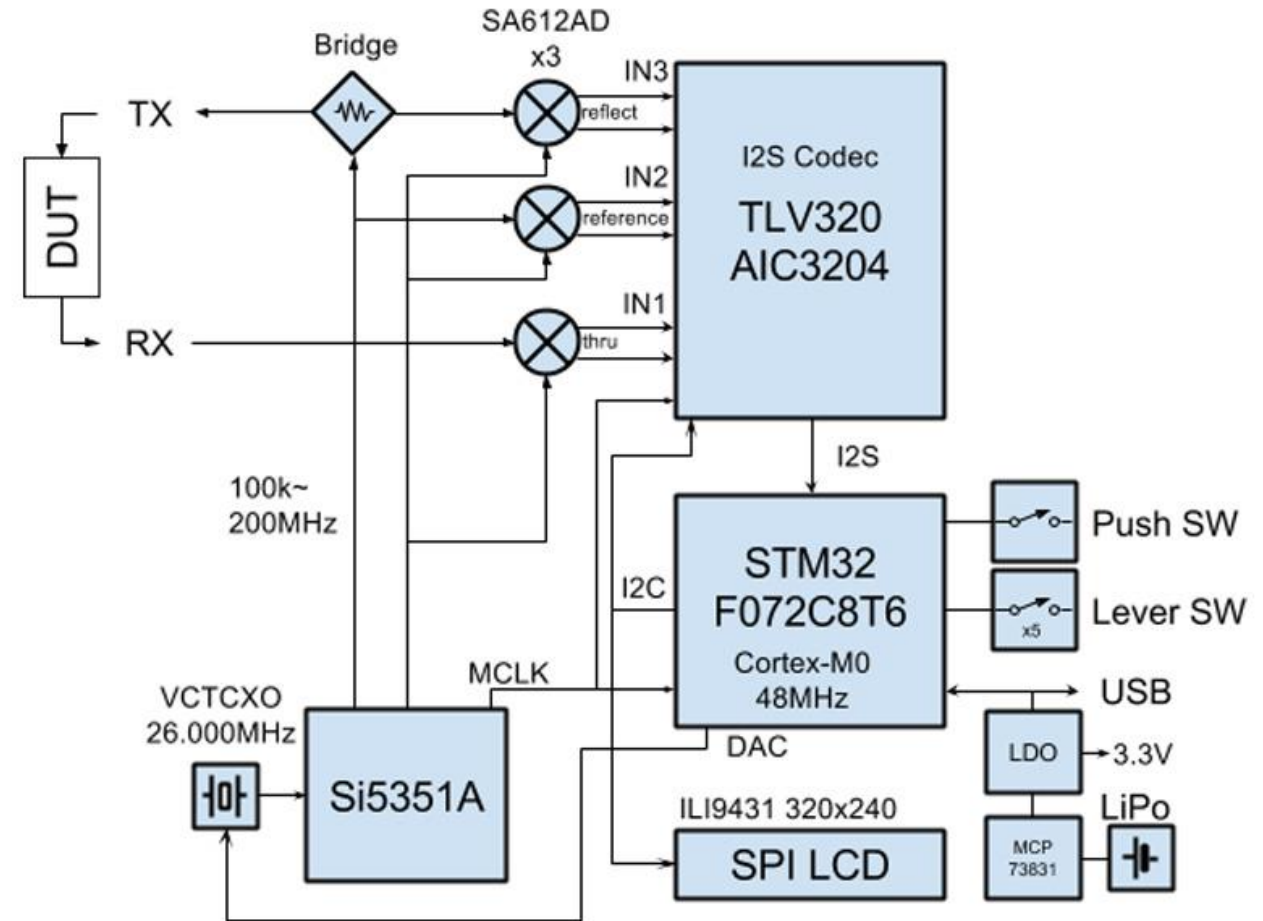 SA612AD
x3
Bridge
IN3
TX
reflect
I2S Codec
TLV320
AIC3204
IN2
reference
DUT
IN1
RX
thru
I2S
100k~
200MHz
Push SW
STM32
F072C8T6
I2C
Lever SW
x5
Cortex-M0
48MHz
MCLK
VCTCXO
26.000MHz
USB
DAC
LDO
3.3V
Si5351A
ILI9431 320x240
LiPo
SPI LCD
MCP
73831